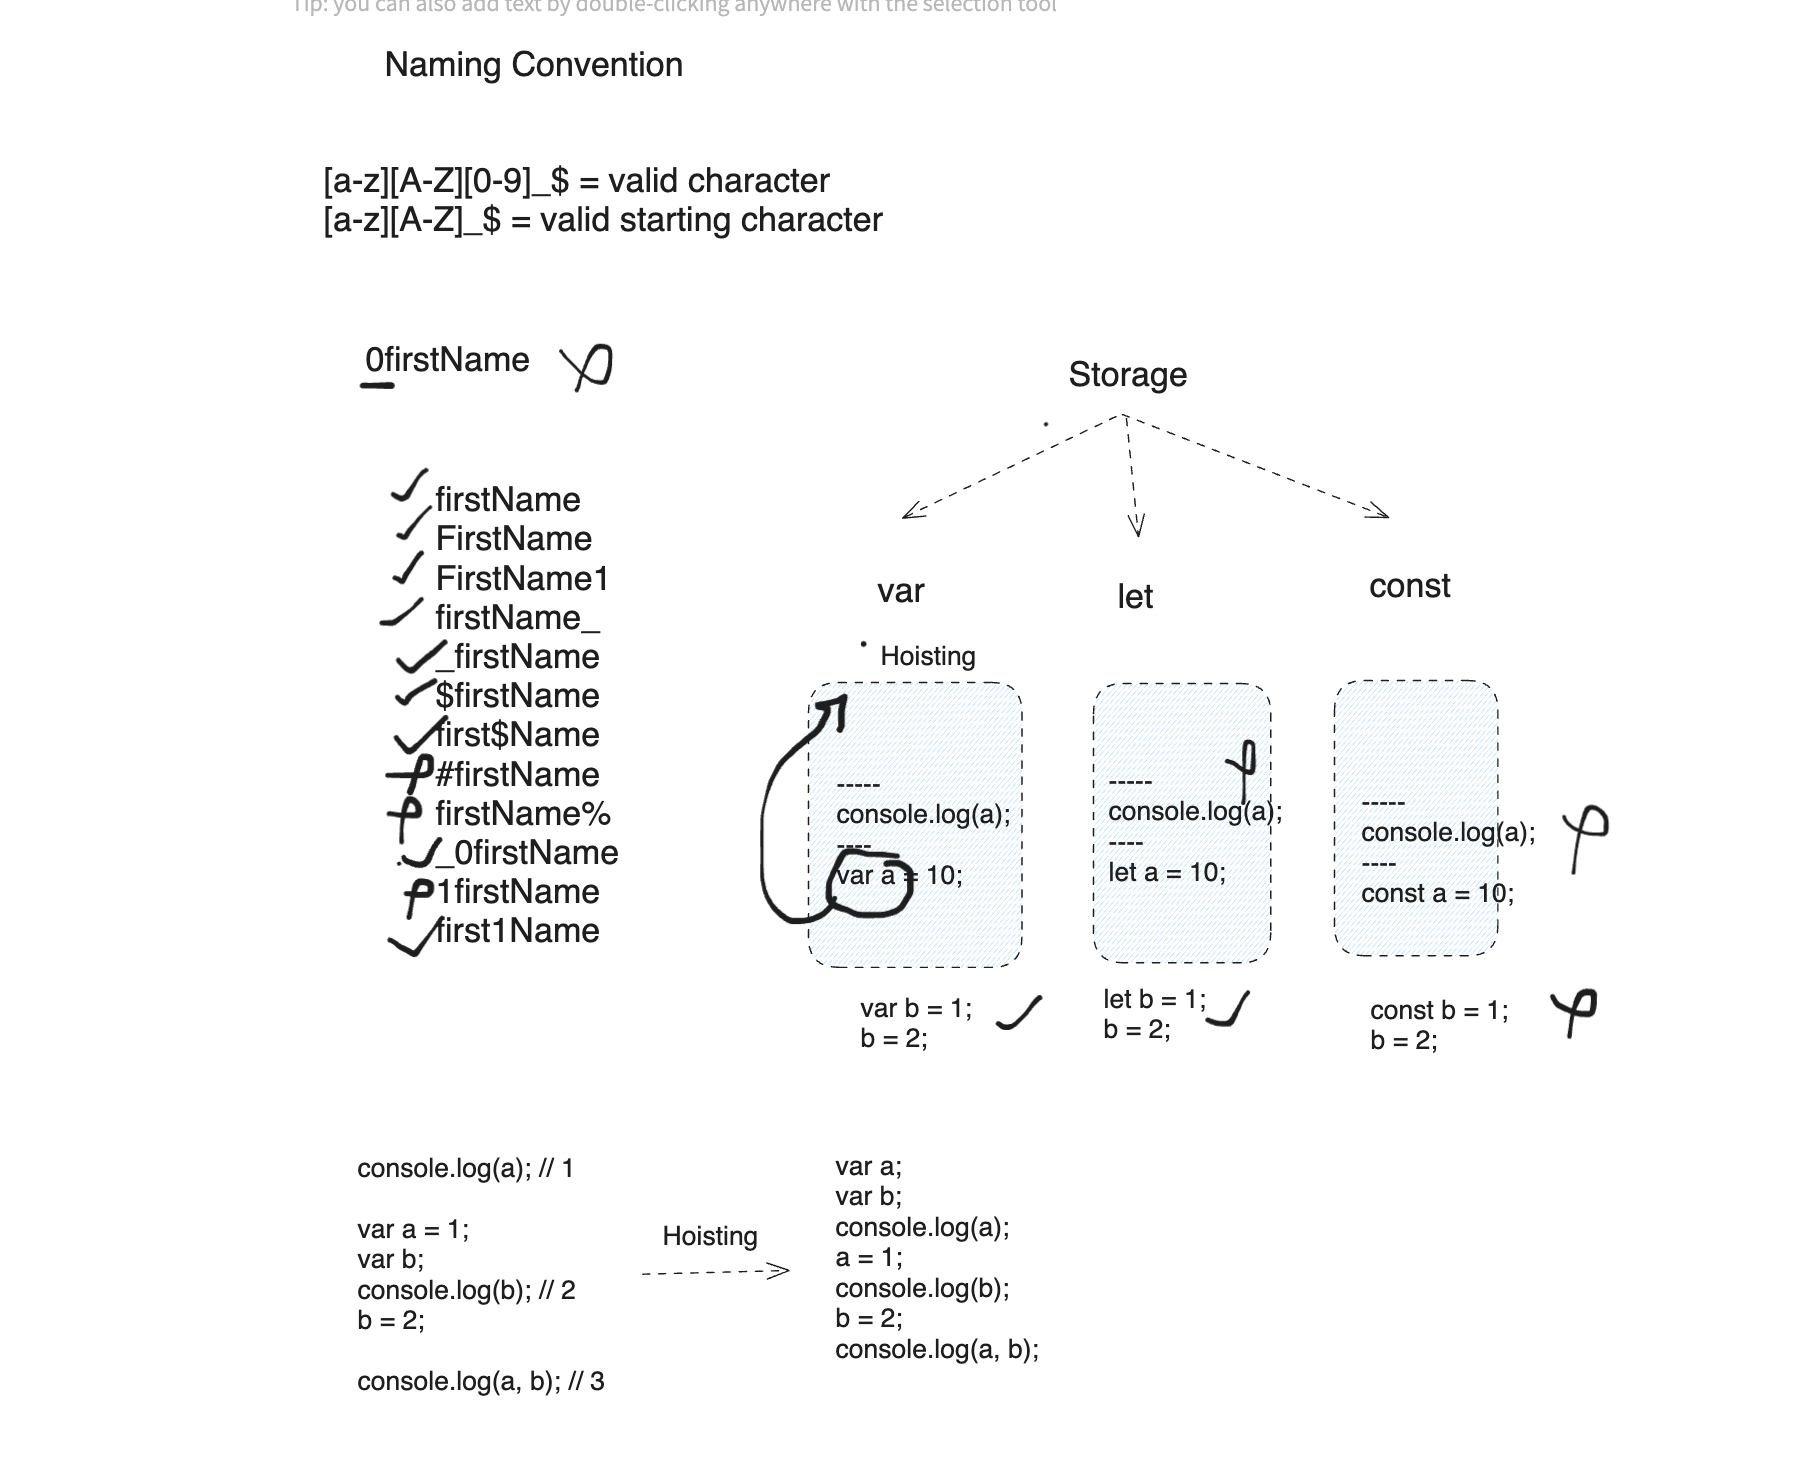 Tip: you can also add text by double-clicking anywhere with the selection tool
Naming Convention
[a-z][A-Z][0-9]_$ = valid character
[a-z][A-Z]_$ = valid starting character
0firstName
firstName
FirstName
FirstName1
firstName_
_firstName
$firstName
first$Name
#firstName
firstName%
_0firstName
1firstName
first1Name
Storage
var
let
const
Hoisting
-----
console.log(a);
----
var a = 10;
-----
console.log(a);
----
let a = 10;
-----
console.log(a);
----
const a = 10;
var b = 1;
b = 2;
let b = 1;
b = 2;
const b = 1;
b = 2;
console.log(a); // 1
var a = 1;
var b;
console.log(b); // 2
b = 2;
console.log(a, b); // 3
Hoisting
var a;
var b;
console.log(a);
a = 1;
console.log(b);
b = 2;
console.log(a, b);